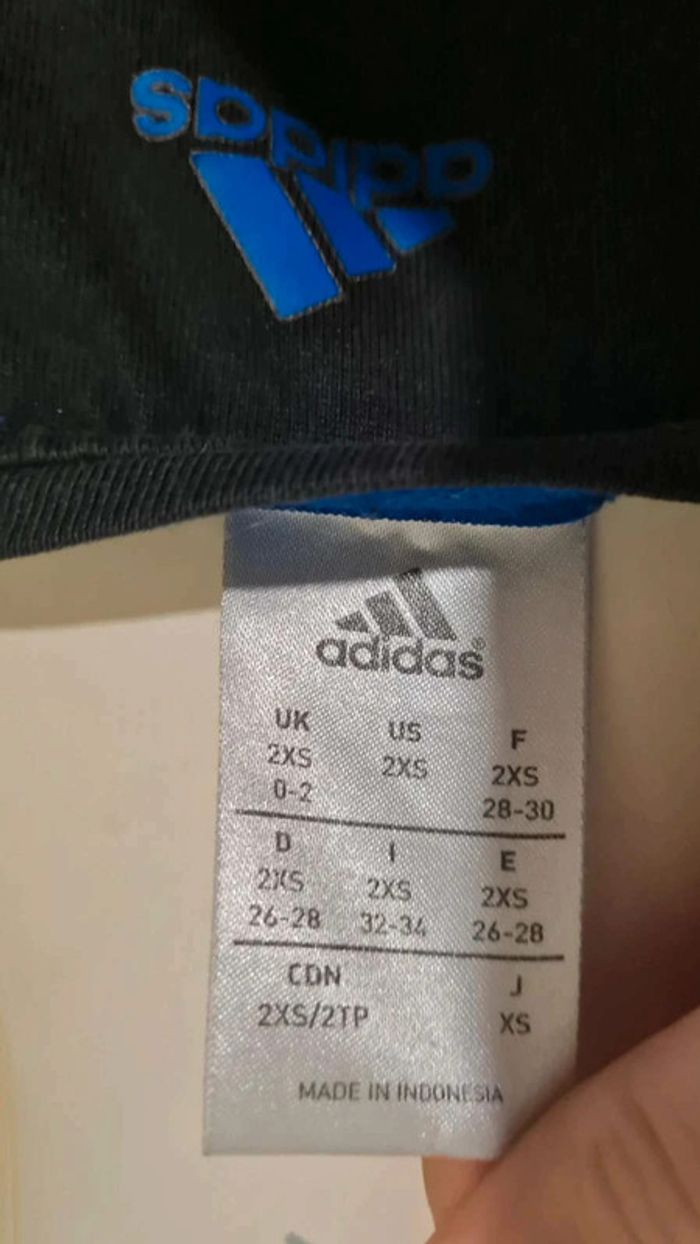 adidas
adidas®
UK US F
2XS 2XS 2XS
0-2 28-30
D I E
2XS 2XS 2XS
26-28 32-34 26-28
CDN J
2XS/2TP XS
MADE IN INDONESIA